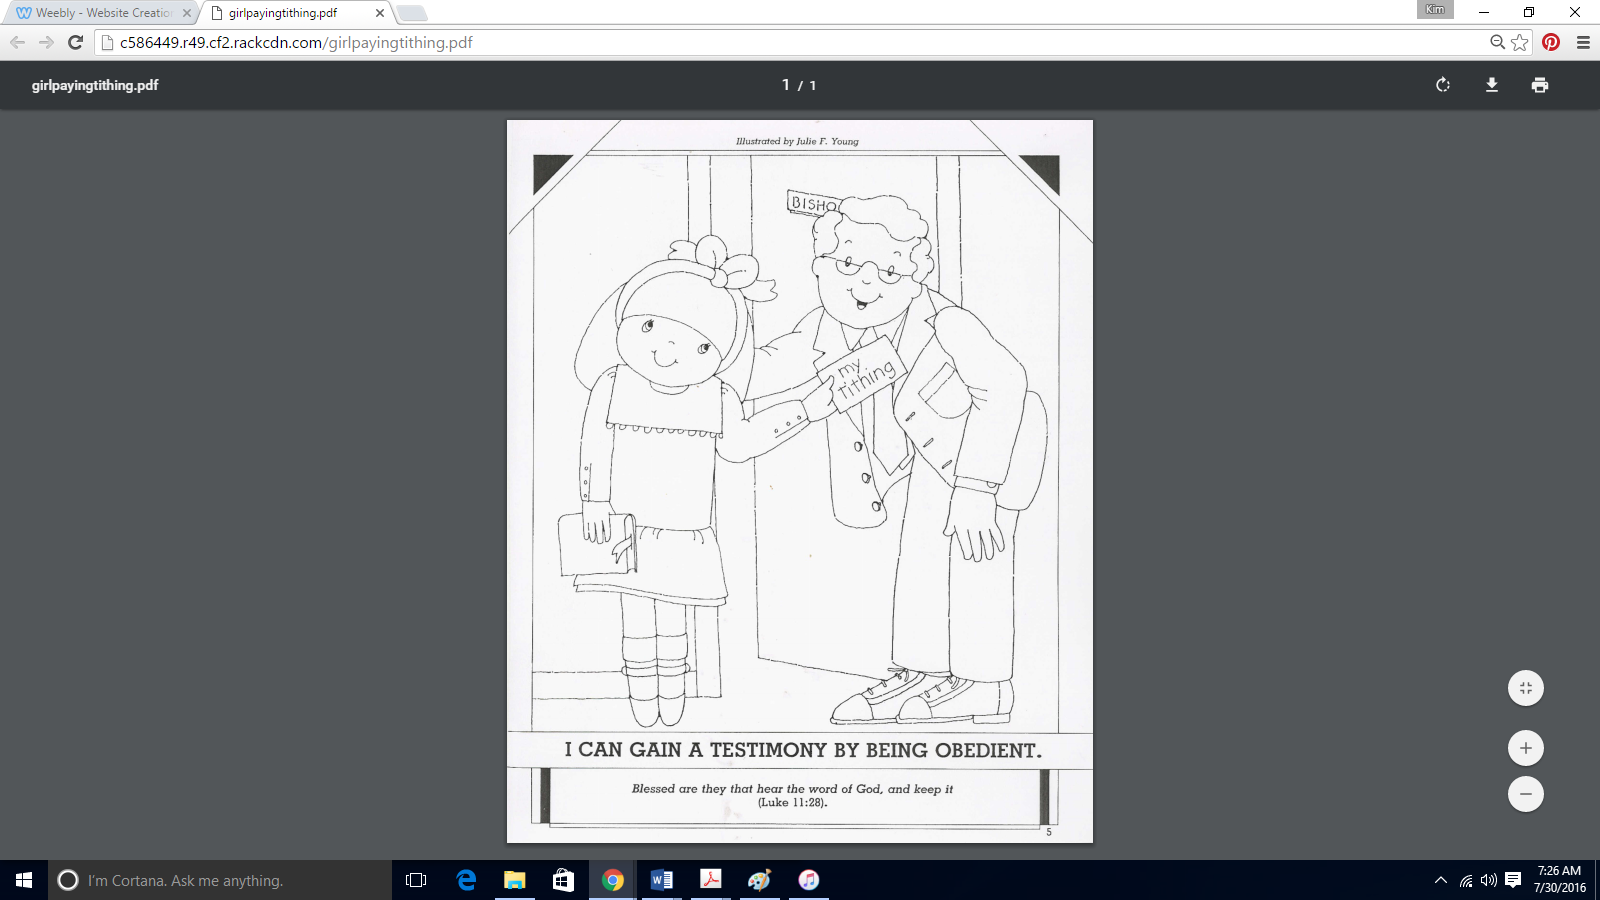 Weebly - Website Creatio
girlpayingtithing.pdf
Kim
c586449.r49.cf2.rackcdn.com/girlpayingtithing.pdf
girlpayingtithing.pdf
1 / 1
Illustrated by Julie F. Young
BISHO
my
tithing
I CAN GAIN A TESTIMONY BY BEING OBEDIENT.
Blessed are they that hear the word of God, and keep it
(Luke 11:28).
5
I'm Cortana. Ask me anything.
7:26 AM
7/30/2016